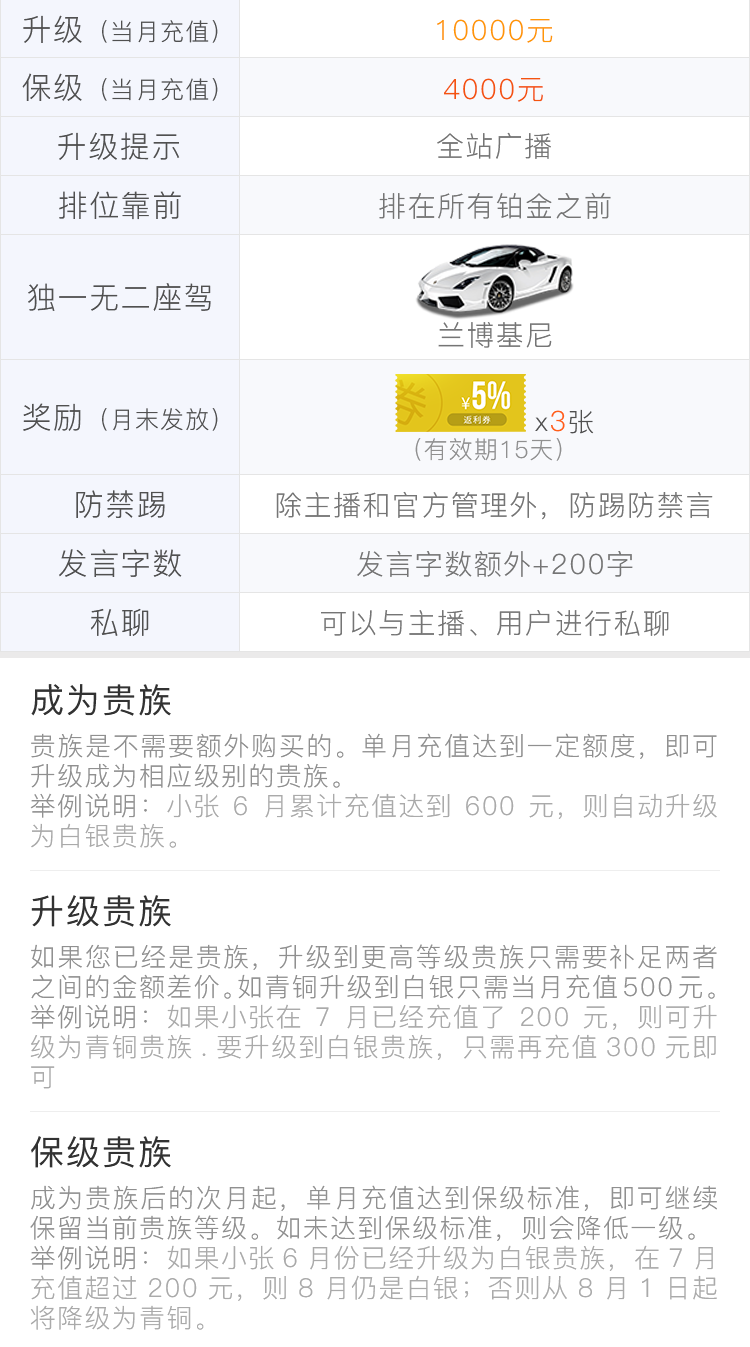 升级（当月充值） 10000元
保级（当月充值） 4000元
升级提示 全站广播
排位靠前 排在所有铂金之前
独一无二座驾
兰博基尼
奖励（月末发放） 券 ¥5% 返利券 x3张
（有效期15天）
防禁踢 除主播和官方管理外，防踢防禁言
发言字数 发言字数额外+200字
私聊 可以与主播、用户进行私聊
成为贵族
贵族是不需要额外购买的。单月充值达到一定额度，即可
升级成为相应级别的贵族。
举例说明：小张 6 月累计充值达到 600 元，则自动升级
为白银贵族。
升级贵族
如果您已经是贵族，升级到更高等级贵族只需要补足两者
之间的金额差价。如青铜升级到白银只需当月充值500元。
举例说明：如果小张在 7 月已经充值了 200 元，则可升
级为青铜贵族 . 要升级到白银贵族，只需再充值 300 元即
可
保级贵族
成为贵族后的次月起，单月充值达到保级标准，即可继续
保留当前贵族等级。如未达到保级标准，则会降低一级。
举例说明：如果小张 6 月份已经升级为白银贵族，在 7 月
充值超过 200 元，则 8 月仍是白银；否则从 8 月 1 日起
将降级为青铜。